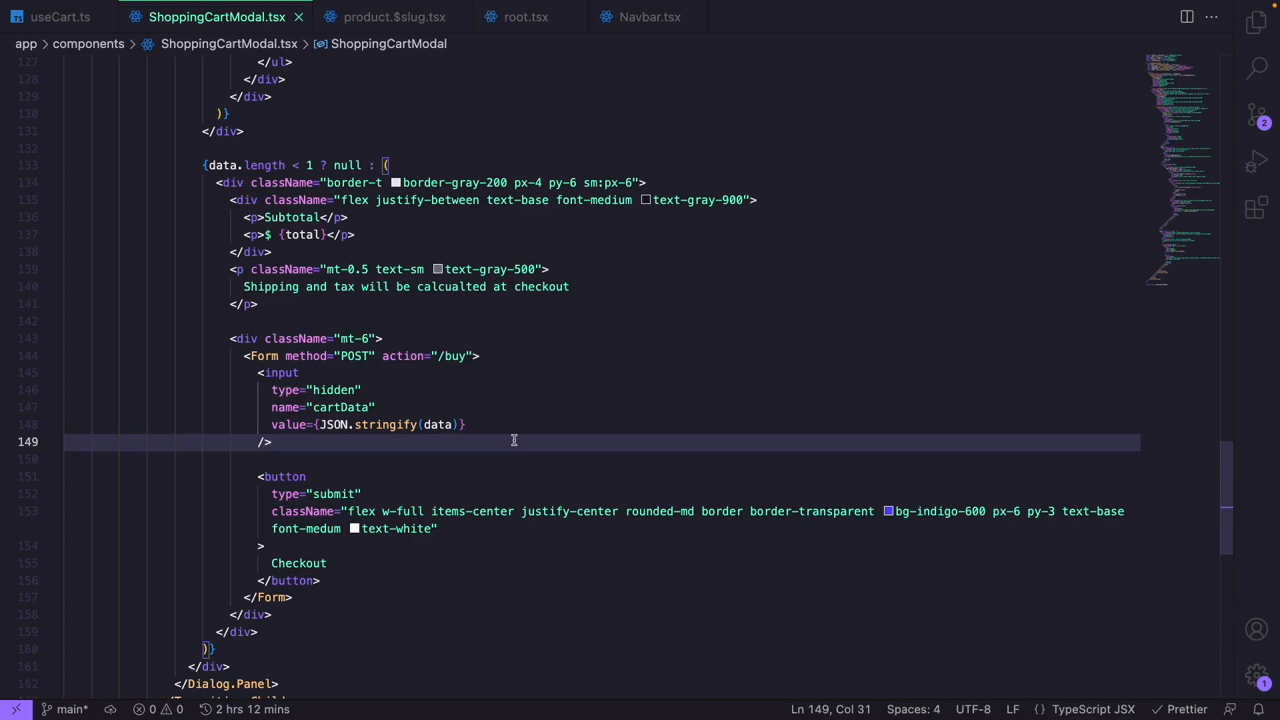 useCart.ts ShoppingCartModal.tsx product.$slug.tsx root.tsx Navbar.tsx
app > components > ShoppingCartModal.tsx > ShoppingCartModal
127 </ul>
128 </div>
129 </div>
130 )}
131 </div>
132
133 {data.length < 1 ? null : (
134 <div className="border-t border-gray-200 px-4 py-6 sm:px-6">
135 <div className="flex justify-between text-base font-medium text-gray-900">
136 <p>Subtotal</p>
137 <p>$ {total}</p>
138 </div>
139 <p className="mt-0.5 text-sm text-gray-500">
140 Shipping and tax will be calcualted at checkout
141 </p>
142
143 <div className="mt-6">
144 <Form method="POST" action="/buy">
145 <input
146 type="hidden"
147 name="cartData"
148 value={JSON.stringify(data)}
149 />
150
151 <button
152 type="submit"
153 className="flex w-full items-center justify-center rounded-md border border-transparent bg-indigo-600 px-6 py-3 text-base
font-medum text-white"
154 >
155 Checkout
156 </button>
157 </Form>
158 </div>
159 </div>
160 )}
161 </div>
162 </Dialog.Panel>
2
1
main* 0 0 2 hrs 12 mins Ln 149, Col 31 Spaces: 4 UTF-8 LF {} TypeScript JSX Prettier